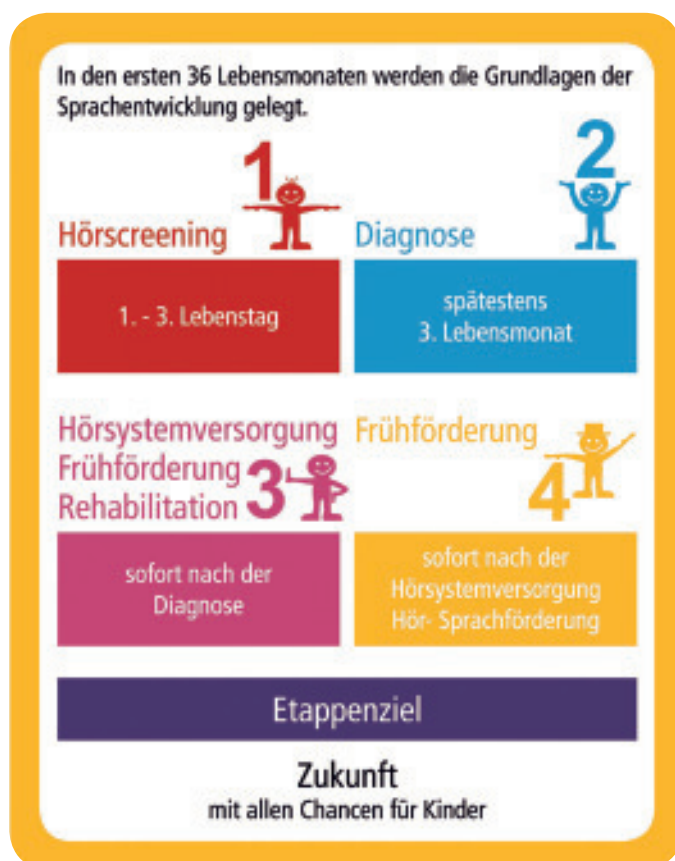 In den ersten 36 Lebensmonaten werden die Grundlagen der
Sprachentwicklung gelegt.
1
Hörscreening
1. - 3. Lebenstag
2
Diagnose
spätestens
3. Lebensmonat
Hörsystemversorgung
Frühförderung
Rehabilitation 3
sofort nach der
Diagnose
Frühförderung
4
sofort nach der
Hörsystemversorgung
Hör- Sprachförderung
Etappenziel
Zukunft
mit allen Chancen für Kinder